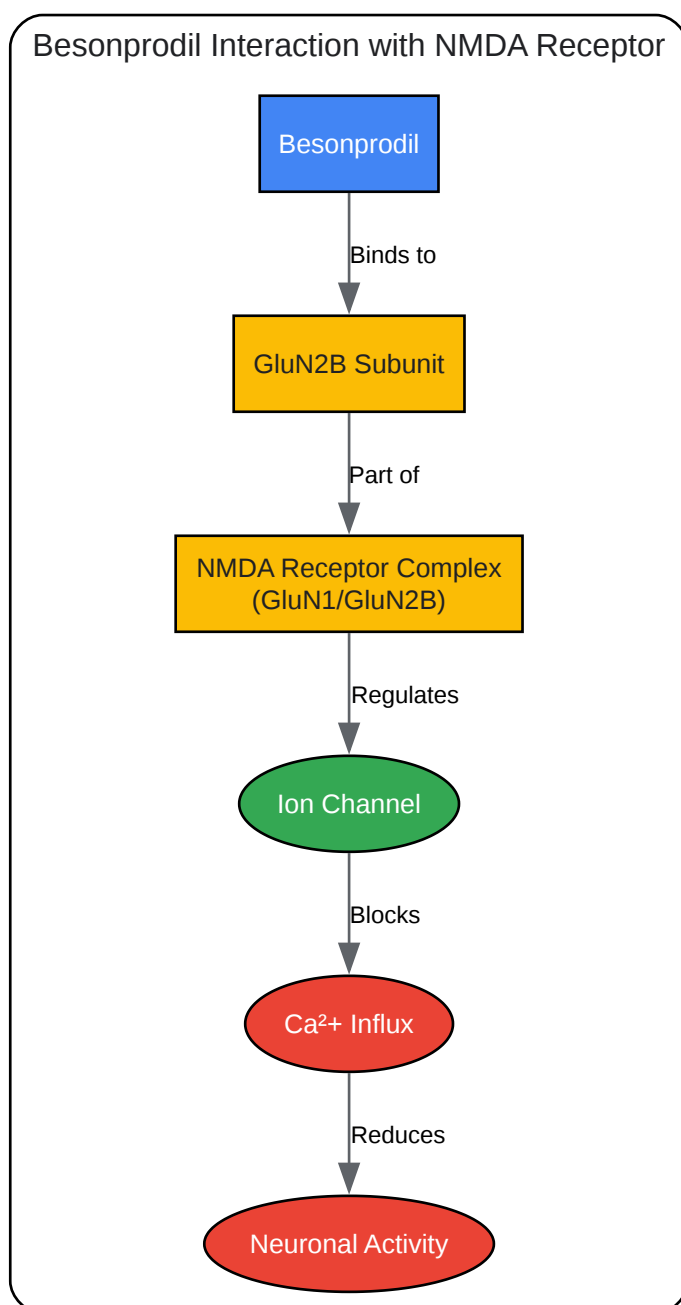 Besonprodil Interaction with NMDA Receptor
Besonprodil
Binds to
GluN2B Subunit
Part of
NMDA Receptor Complex
(GluN1/GluN2B)
Regulates
Ion Channel
Blocks
Ca²+ Influx
Reduces
Neuronal Activity